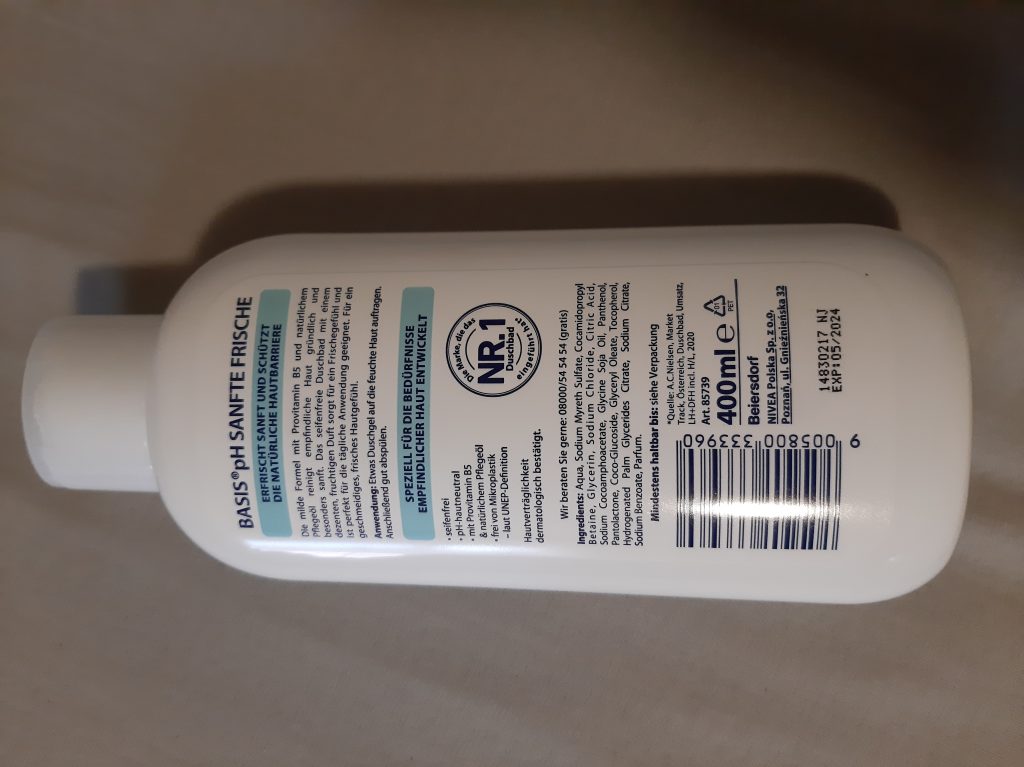 BASIS®pH SANFTE FRISCHE
ERFRISCHT SANFT UND SCHÜTZT
DIE NATÜRLICHE HAUTBARRIERE
Die milde Formel mit Provitamin B5 und natürlichem
Pflegeöl reinigt empfindliche Haut gründlich und
besonders sanft. Das seifenfreie Duschbad mit einem
dezenten, fruchtigen Duft sorgt für ein Frischegefühl und
ist perfekt für die tägliche Anwendung geeignet. Für ein
geschmeidiges, frisches Hautgefühl.
Anwendung: Etwas Duschgel auf die feuchte Haut auftragen.
Anschließend gut abspülen.
SPEZIELL FÜR DIE BEDÜRFNISSE
EMPFINDLICHER HAUT ENTWICKELT
• seifenfrei
• pH-hautneutral
• mit Provitamin B5
& natürlichem Pflegeöl
• frei von Mikroplastik
– laut UNEP-Definition
Hautverträglichkeit
dermatologisch bestätigt.
Die Marke, die das
NR.1
Duschbad
eingeführt hat*
Wir beraten Sie gerne: 0800/54 54 54 (gratis)
Ingredients: Aqua, Sodium Myreth Sulfate, Cocamidopropyl
Betaine, Glycerin, Sodium Chloride, Citric Acid,
Sodium Cocoamphoacetate, Glycine Soja Oil, Panthenol,
Pantolactone, Coco-Glucoside, Glyceryl Oleate, Tocopherol,
Hydrogenated Palm Glycerides Citrate, Sodium Citrate,
Sodium Benzoate, Parfum.
Mindestens haltbar bis: siehe Verpackung
*Quelle: A.C.Nielsen, Market
Track, Österreich, Duschbad, Umsatz,
LH+DFH incl. H/L, 2020
Art. 85739
400ml e
01
PET
Beiersdorf
NIVEA Polska Sp. z o.o.
Poznań, ul. Gnieźnieńska 32
9 005800 333960
14830217 NJ
EXP:05/2024